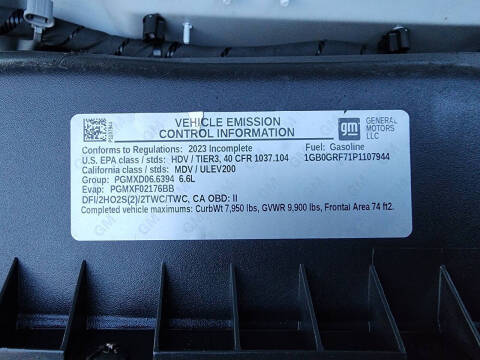 VEHICLE EMISSION
CONTROL INFORMATION
gm
GENERAL
MOTORS
LLC
Conforms to Regulations: 2023 Incomplete
Fuel: Gasoline
U.S. EPA class / stds: HDV / TIER3, 40 CFR 1037.104
1GB0GRF71P1107944
California class / stds: MDV / ULEV200
Group: PGMXD06.6394 6.6L
Evap: PGMXF02176BB
DFI/2HO2S(2)/2TWC/TWC, CA OBD: II
Completed vehicle maximums: CurbWt 7,950 lbs, GVWR 9,900 lbs, Frontal Area 74 ft2.